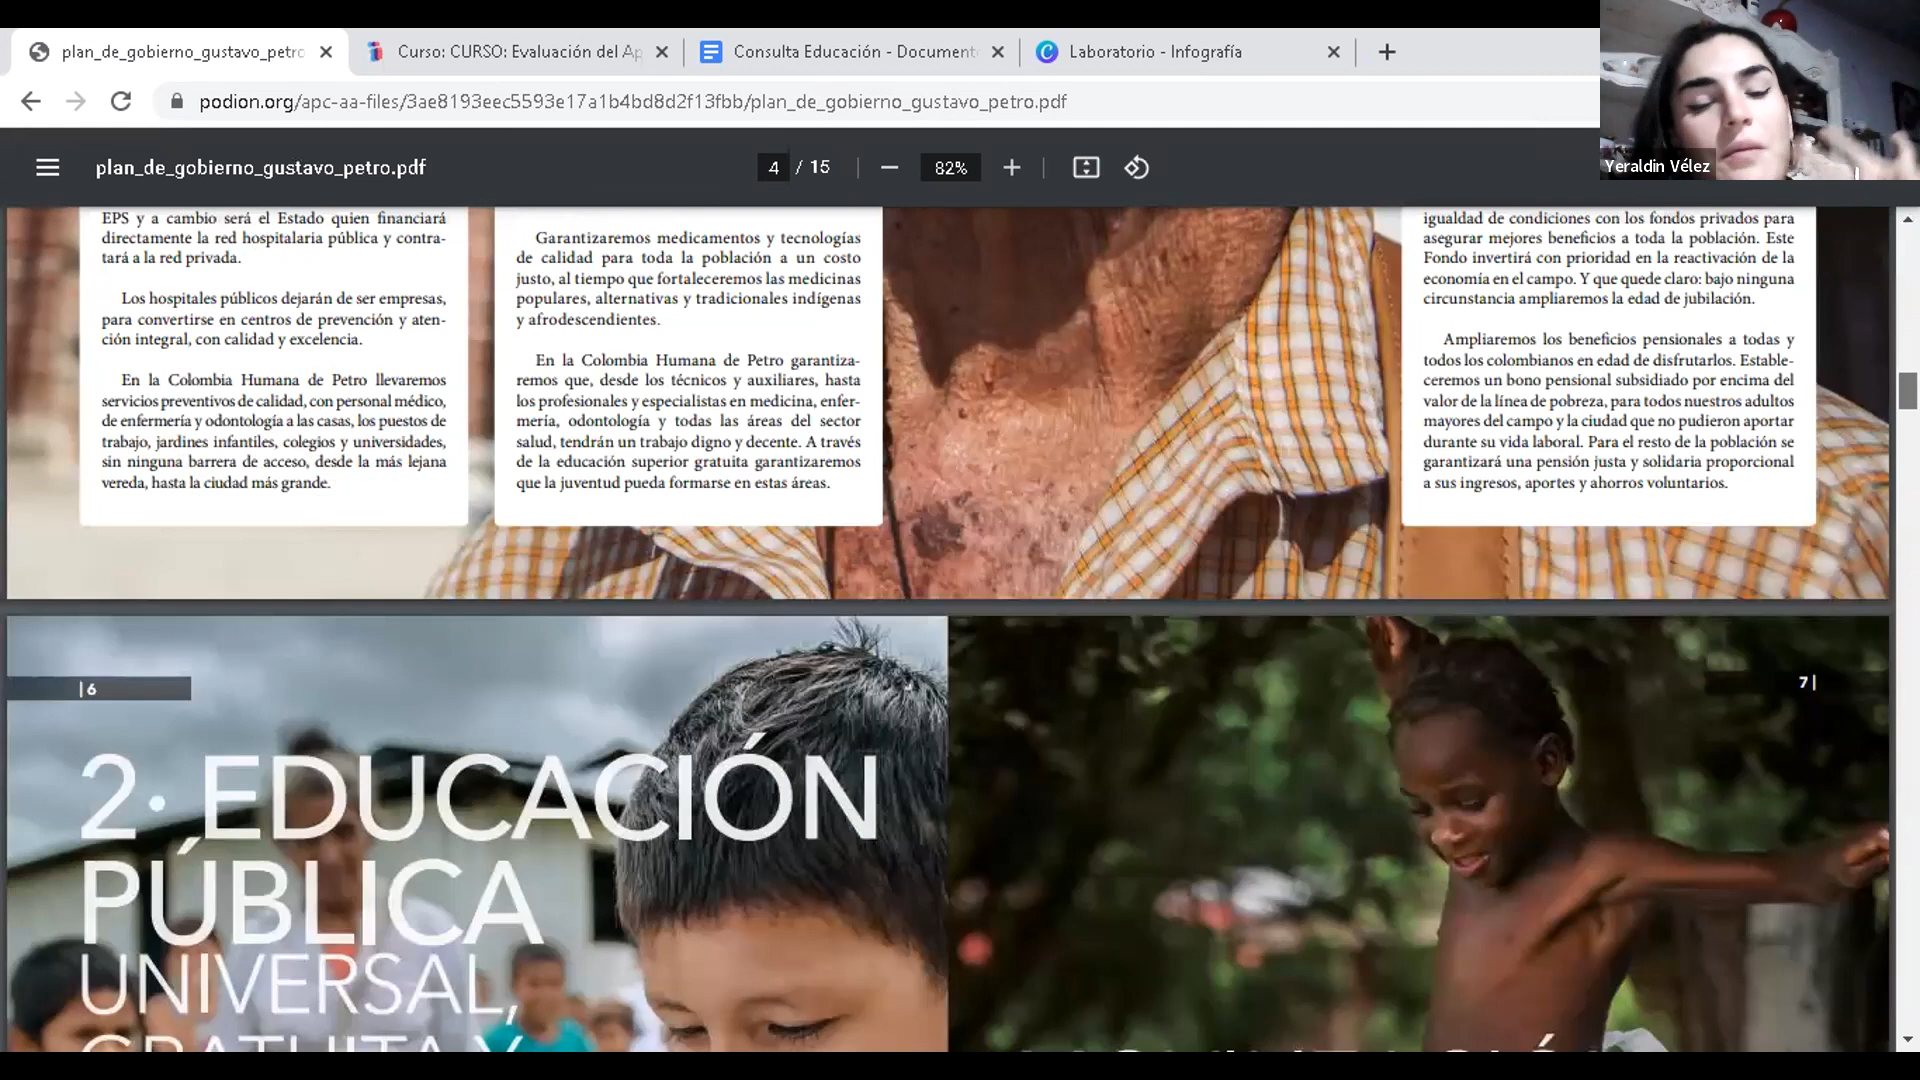 plan_de_gobierno_gustavo_petro
Curso: CURSO: Evaluación del Ap
Consulta Educación - Document
Laboratorio - Infografía
podion.org/apc-aa-files/3ae8193eec5593e17a1b4bd8d2f13fbb/plan_de_gobierno_gustavo_petro.pdf
Yeraldin Vélez
plan_de_gobierno_gustavo_petro.pdf
4 / 15
82%
EPS y a cambio será el Estado quien financiará
directamente la red hospitalaria pública y contra-
tará a la red privada.
Los hospitales públicos dejarán de ser empresas,
para convertirse en centros de prevención y aten-
ción integral, con calidad y excelencia.
En la Colombia Humana de Petro llevaremos
servicios preventivos de calidad, con personal médico,
de enfermería y odontología a las casas, los puestos de
trabajo, jardines infantiles, colegios y universidades,
sin ninguna barrera de acceso, desde la más lejana
vereda, hasta la ciudad más grande.
Garantizaremos medicamentos y tecnologías
de calidad para toda la población a un costo
justo, al tiempo que fortaleceremos las medicinas
populares, alternativas y tradicionales indígenas
y afrodescendientes.
En la Colombia Humana de Petro garantiza-
remos que, desde los técnicos y auxiliares, hasta
los profesionales y especialistas en medicina, enfer-
mería, odontología y todas las áreas del sector
salud, tendrán un trabajo digno y decente. A través
de la educación superior gratuita garantizaremos
que la juventud pueda formarse en estas áreas.
igualdad de condiciones con los fondos privados para
asegurar mejores beneficios a toda la población. Este
Fondo invertirá con prioridad en la reactivación de la
economía en el campo. Y que quede claro: bajo ninguna
circunstancia ampliaremos la edad de jubilación.
Ampliaremos los beneficios pensionales a todas y
todos los colombianos en edad de disfrutarlos. Estable-
ceremos un bono pensional subsidiado por encima del
valor de la línea de pobreza, para todos nuestros adultos
mayores del campo y la ciudad que no pudieron aportar
durante su vida laboral. Para el resto de la población se
garantizará una pensión justa y solidaria proporcional
a sus ingresos, aportes y ahorros voluntarios.
|6
7|
2. EDUCACIÓN
PÚBLICA
UNIVERSAL,
GRATUITA Y